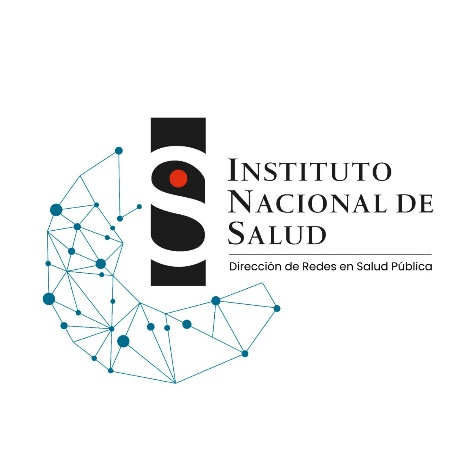 INSTITUTO
NACIONAL DE
SALUD
Dirección de Redes en Salud Pública